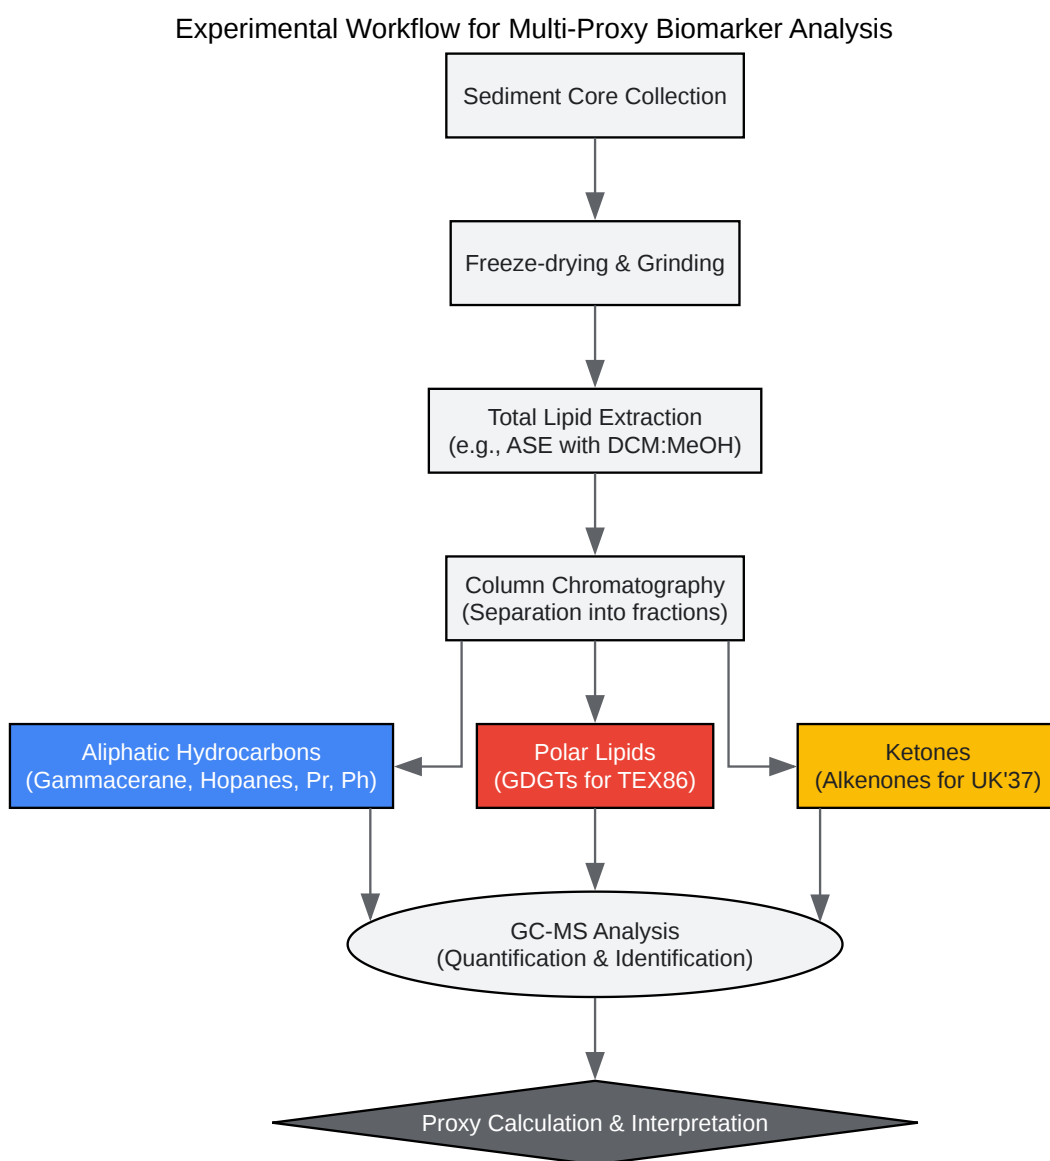 Experimental Workflow for Multi-Proxy Biomarker Analysis
Sediment Core Collection
Freeze-drying & Grinding
Total Lipid Extraction
(e.g., ASE with DCM:MeOH)
Column Chromatography
(Separation into fractions)
Aliphatic Hydrocarbons
(Gammacerane, Hopanes, Pr, Ph)
Polar Lipids
(GDGTs for TEX86)
Ketones
(Alkenones for UK'37)
GC-MS Analysis
(Quantification & Identification)
Proxy Calculation & Interpretation